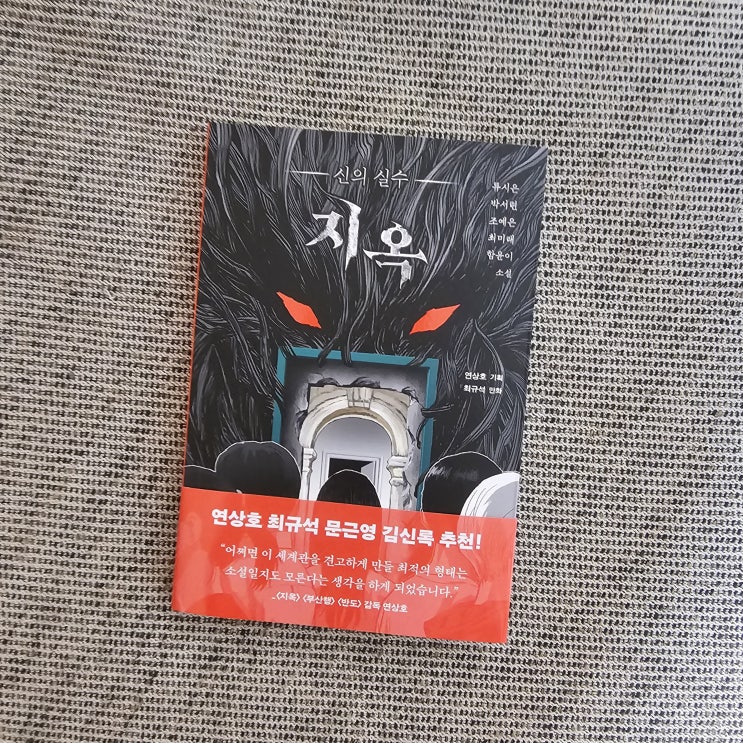 신의 실수
지옥
류시은
박서련
조예은
최미래
함윤이
소설
연상호 기획
최규석 만화
연상호 최규석 문근영 김신록 추천!
“어쩌면 이 세계관을 견고하게 만들 최적의 형태는
소설일지도 모른다는 생각을 하게 되었습니다.”
_〈지옥〉 〈부산행〉 〈반도〉 감독 연상호